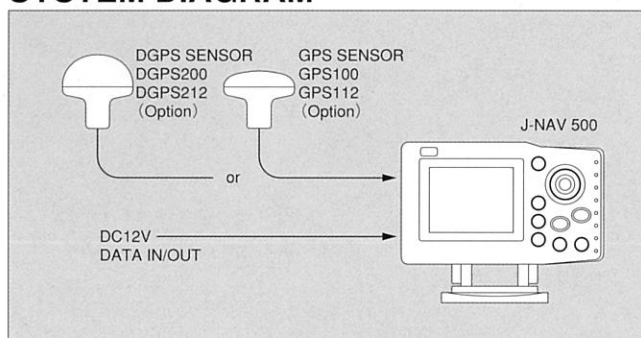 SYSTEM DIAGRAM
DGPS SENSOR
DGPS200
DGPS212
(Option)
GPS SENSOR
GPS100
GPS112
(Option)
J-NAV 500
or
DC12V
DATA IN/OUT